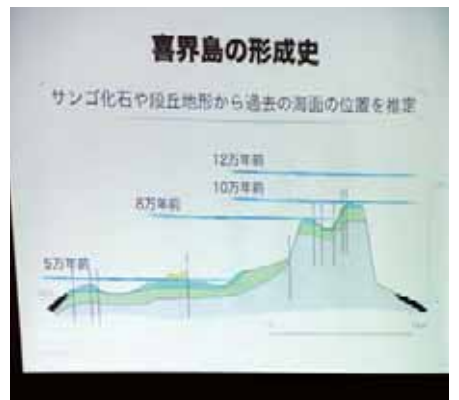 喜界島の形成史
サンゴ化石や段丘地形から過去の海面の位置を推定
12万年前
10万年前
8万年前
5万年前